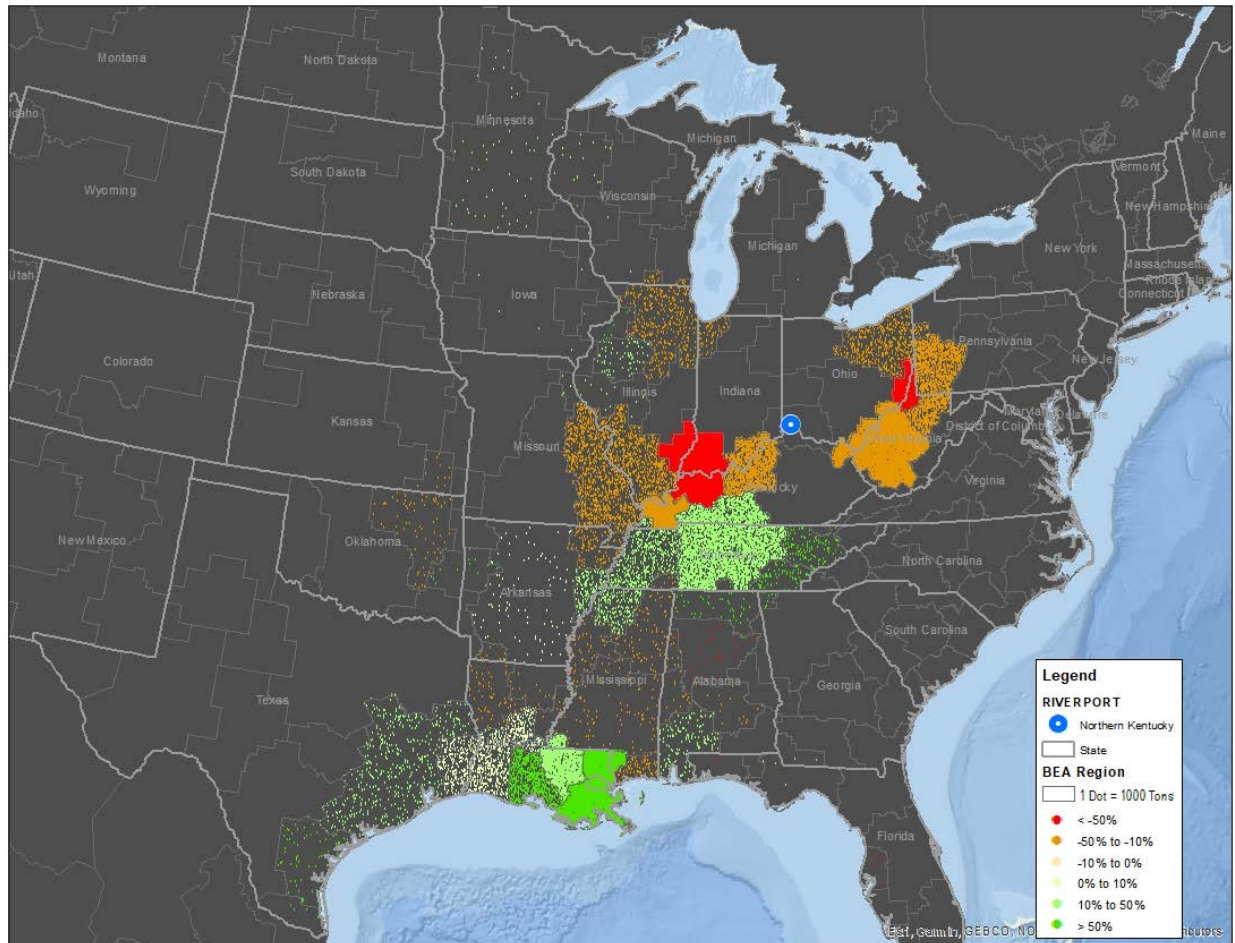 Montana
North Dakota
Minnesota
Michigan
Maine
Wyoming
South Dakota
Wisconsin
Vermont
New Hampshire
Michigan
New York
Massachusetts
Rhode Island
Connecticut
Utah
Nebraska
Iowa
Pennsylvania
New Jersey
Colorado
Illinois
Indiana
Ohio
Maryland
Delaware
District of Columbia
Kansas
Missouri
Virginia
New Mexico
Oklahoma
Arkansas
North Carolina
South Carolina
Texas
Mississippi
Alabama
Georgia
Florida
Legend
RIVERPORT
Northern Kentucky
State
BEA Region
1 Dot = 1000 Tons
< -50%
-50% to -10%
-10% to 0%
0% to 10%
10% to 50%
> 50%
Esri, Garmin, GEBCO,